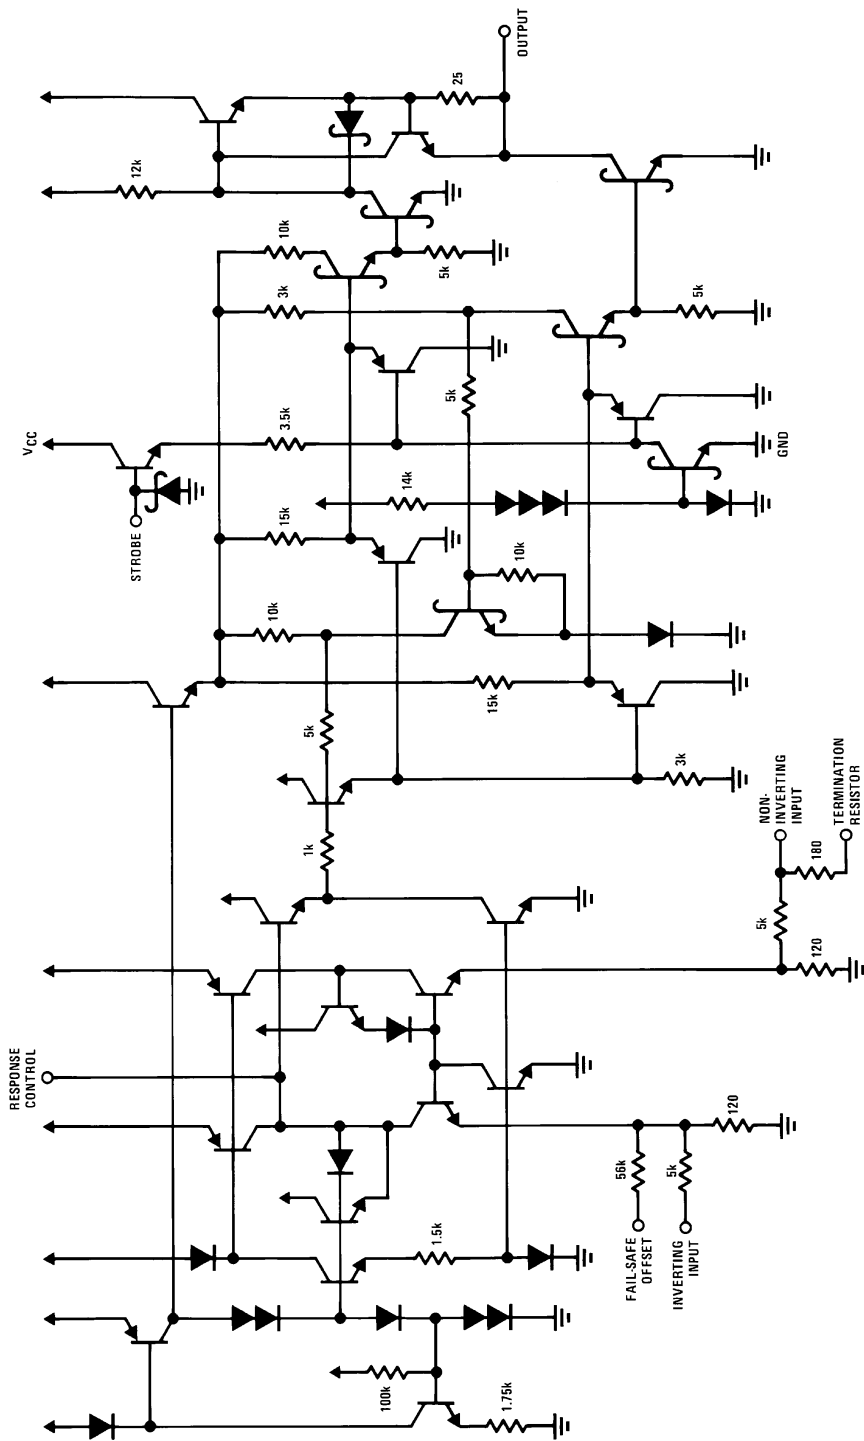 RESPONSE
CONTROL
VCC
12k
STROBE
10k
15k
3.5k
3k
10k
1k
5k
100k
14k
1.5k
5k
5k
25
15k
1.75k
10k
OUTPUT
56k
FAIL-SAFE
OFFSET
5k
INVERTING
INPUT
3k
5k
120
5k
NON-
INVERTING
INPUT
GND
120
180
TERMINATION
RESISTOR